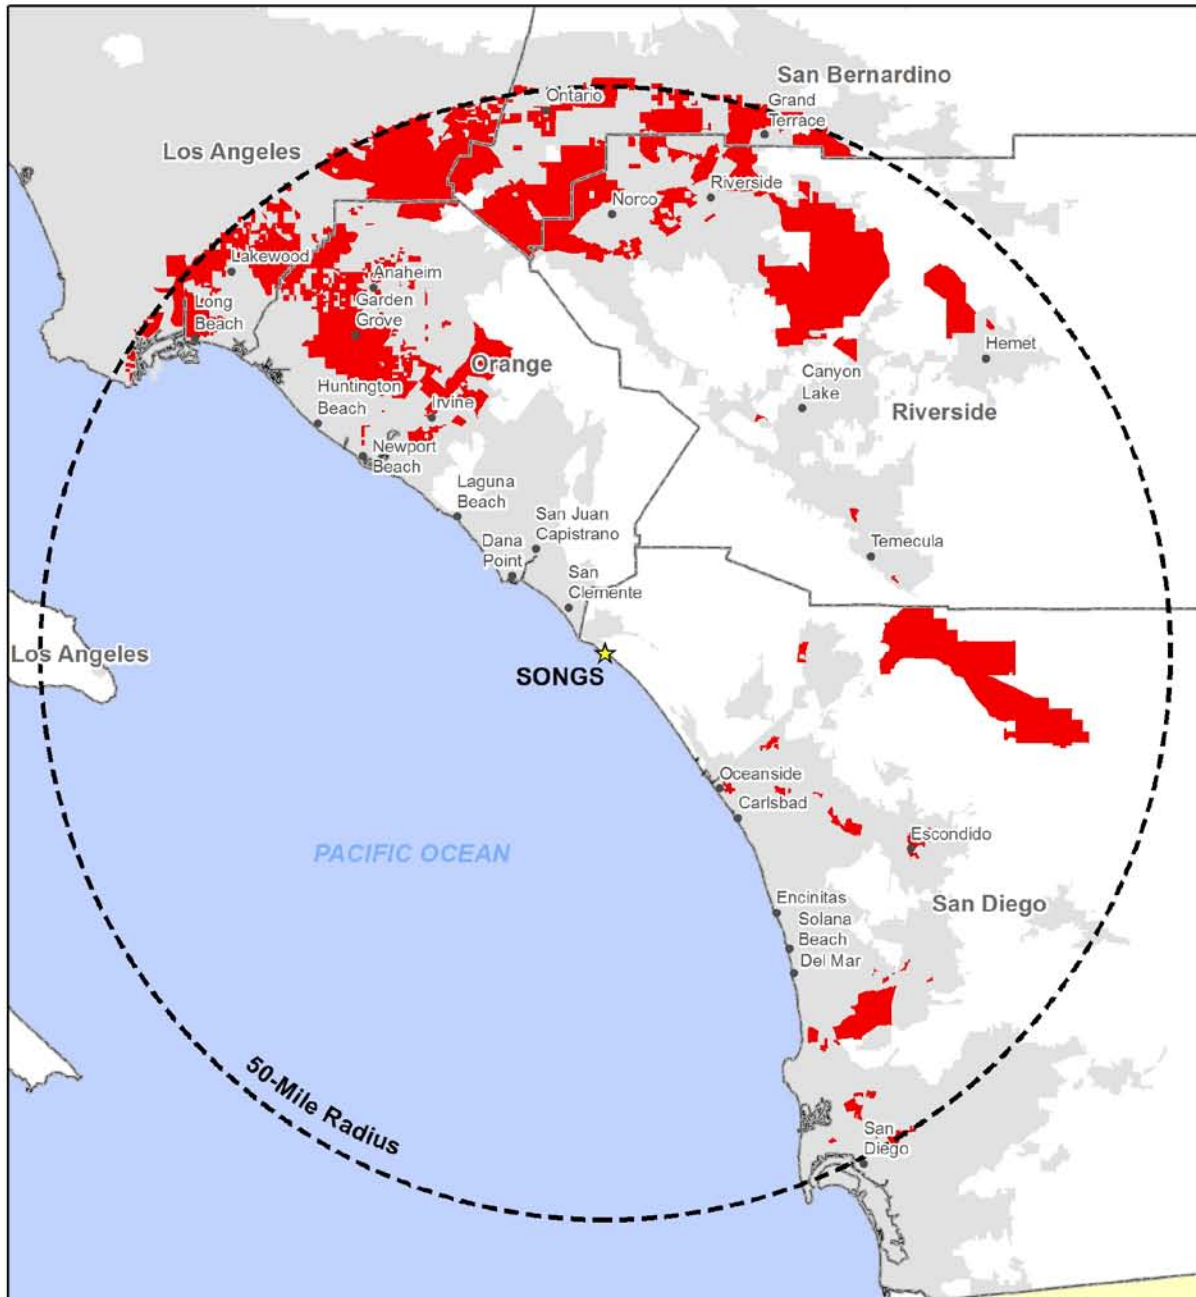 San Bernardino
Ontario
Grand
Terrace
Los Angeles
Riverside
Norco
Lakewood
Anaheim
Long
Beach
Garden
Grove
Orange
Hemet
Huntington
Beach
Canyon
Lake
Irvine
Riverside
Newport
Beach
Laguna
Beach
San Juan
Capistrano
Dana
Point
Temecula
San
Clemente
Los Angeles
SONGS
Oceanside
Carlsbad
Escondido
PACIFIC OCEAN
Encinitas
San Diego
Solana
Beach
Del Mar
50-Mile Radius
San
Diego